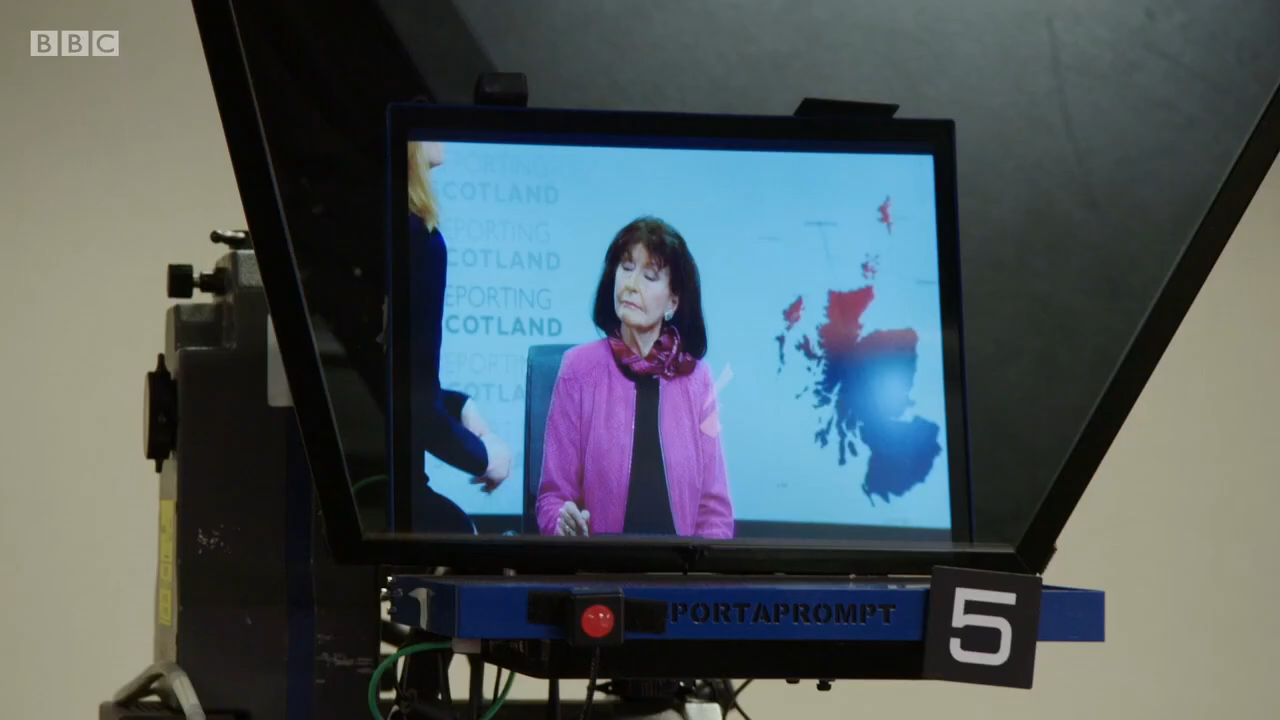 BBC
EPORTING
COTLAND
EPORTING
COTLAND
EPORTING
COTLAND
EPORTING
COTLA
PORTAPROMPT
5